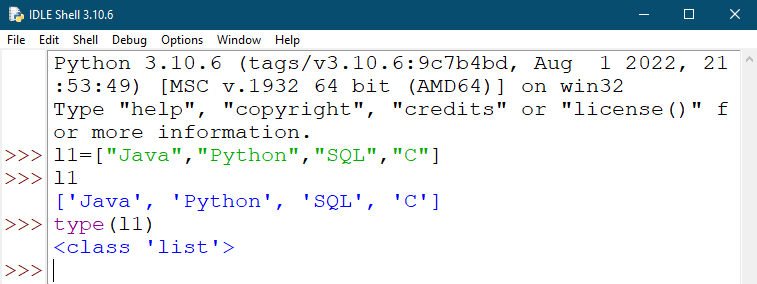 IDLE Shell 3.10.6
File Edit Shell Debug Options Window Help
Python 3.10.6 (tags/v3.10.6:9c7b4bd, Aug  1 2022, 21
:53:49) [MSC v.1932 64 bit (AMD64)] on win32
Type "help", "copyright", "credits" or "license()" f
or more information.
>>> l1=["Java","Python","SQL","C"]
>>> l1
['Java', 'Python', 'SQL', 'C']
>>> type(l1)
<class 'list'>
>>>